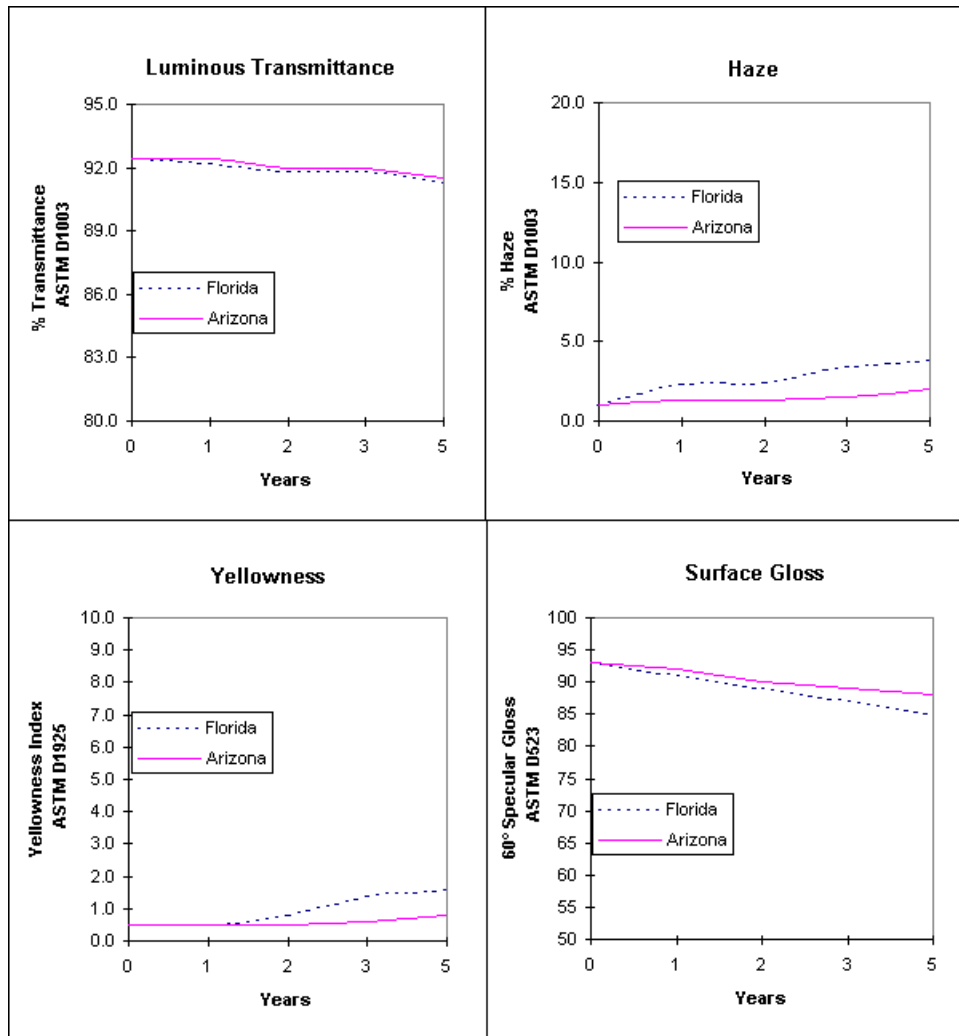 Luminous Transmittance
% Transmittance
ASTM D1003
95.0
92.0
89.0
86.0
83.0
80.0
Florida
Arizona
0 1 2 3 5
Years
Haze
% Haze
ASTM D1003
20.0
15.0
10.0
5.0
0.0
Florida
Arizona
0 1 2 3 5
Years
Yellowness
Yellowness Index
ASTM D1925
10.0
9.0
8.0
7.0
6.0
5.0
4.0
3.0
2.0
1.0
0.0
Florida
Arizona
0 1 2 3 5
Years
Surface Gloss
60° Specular Gloss
ASTM D523
100
95
90
85
80
75
70
65
60
55
50
Florida
Arizona
0 1 2 3 5
Years